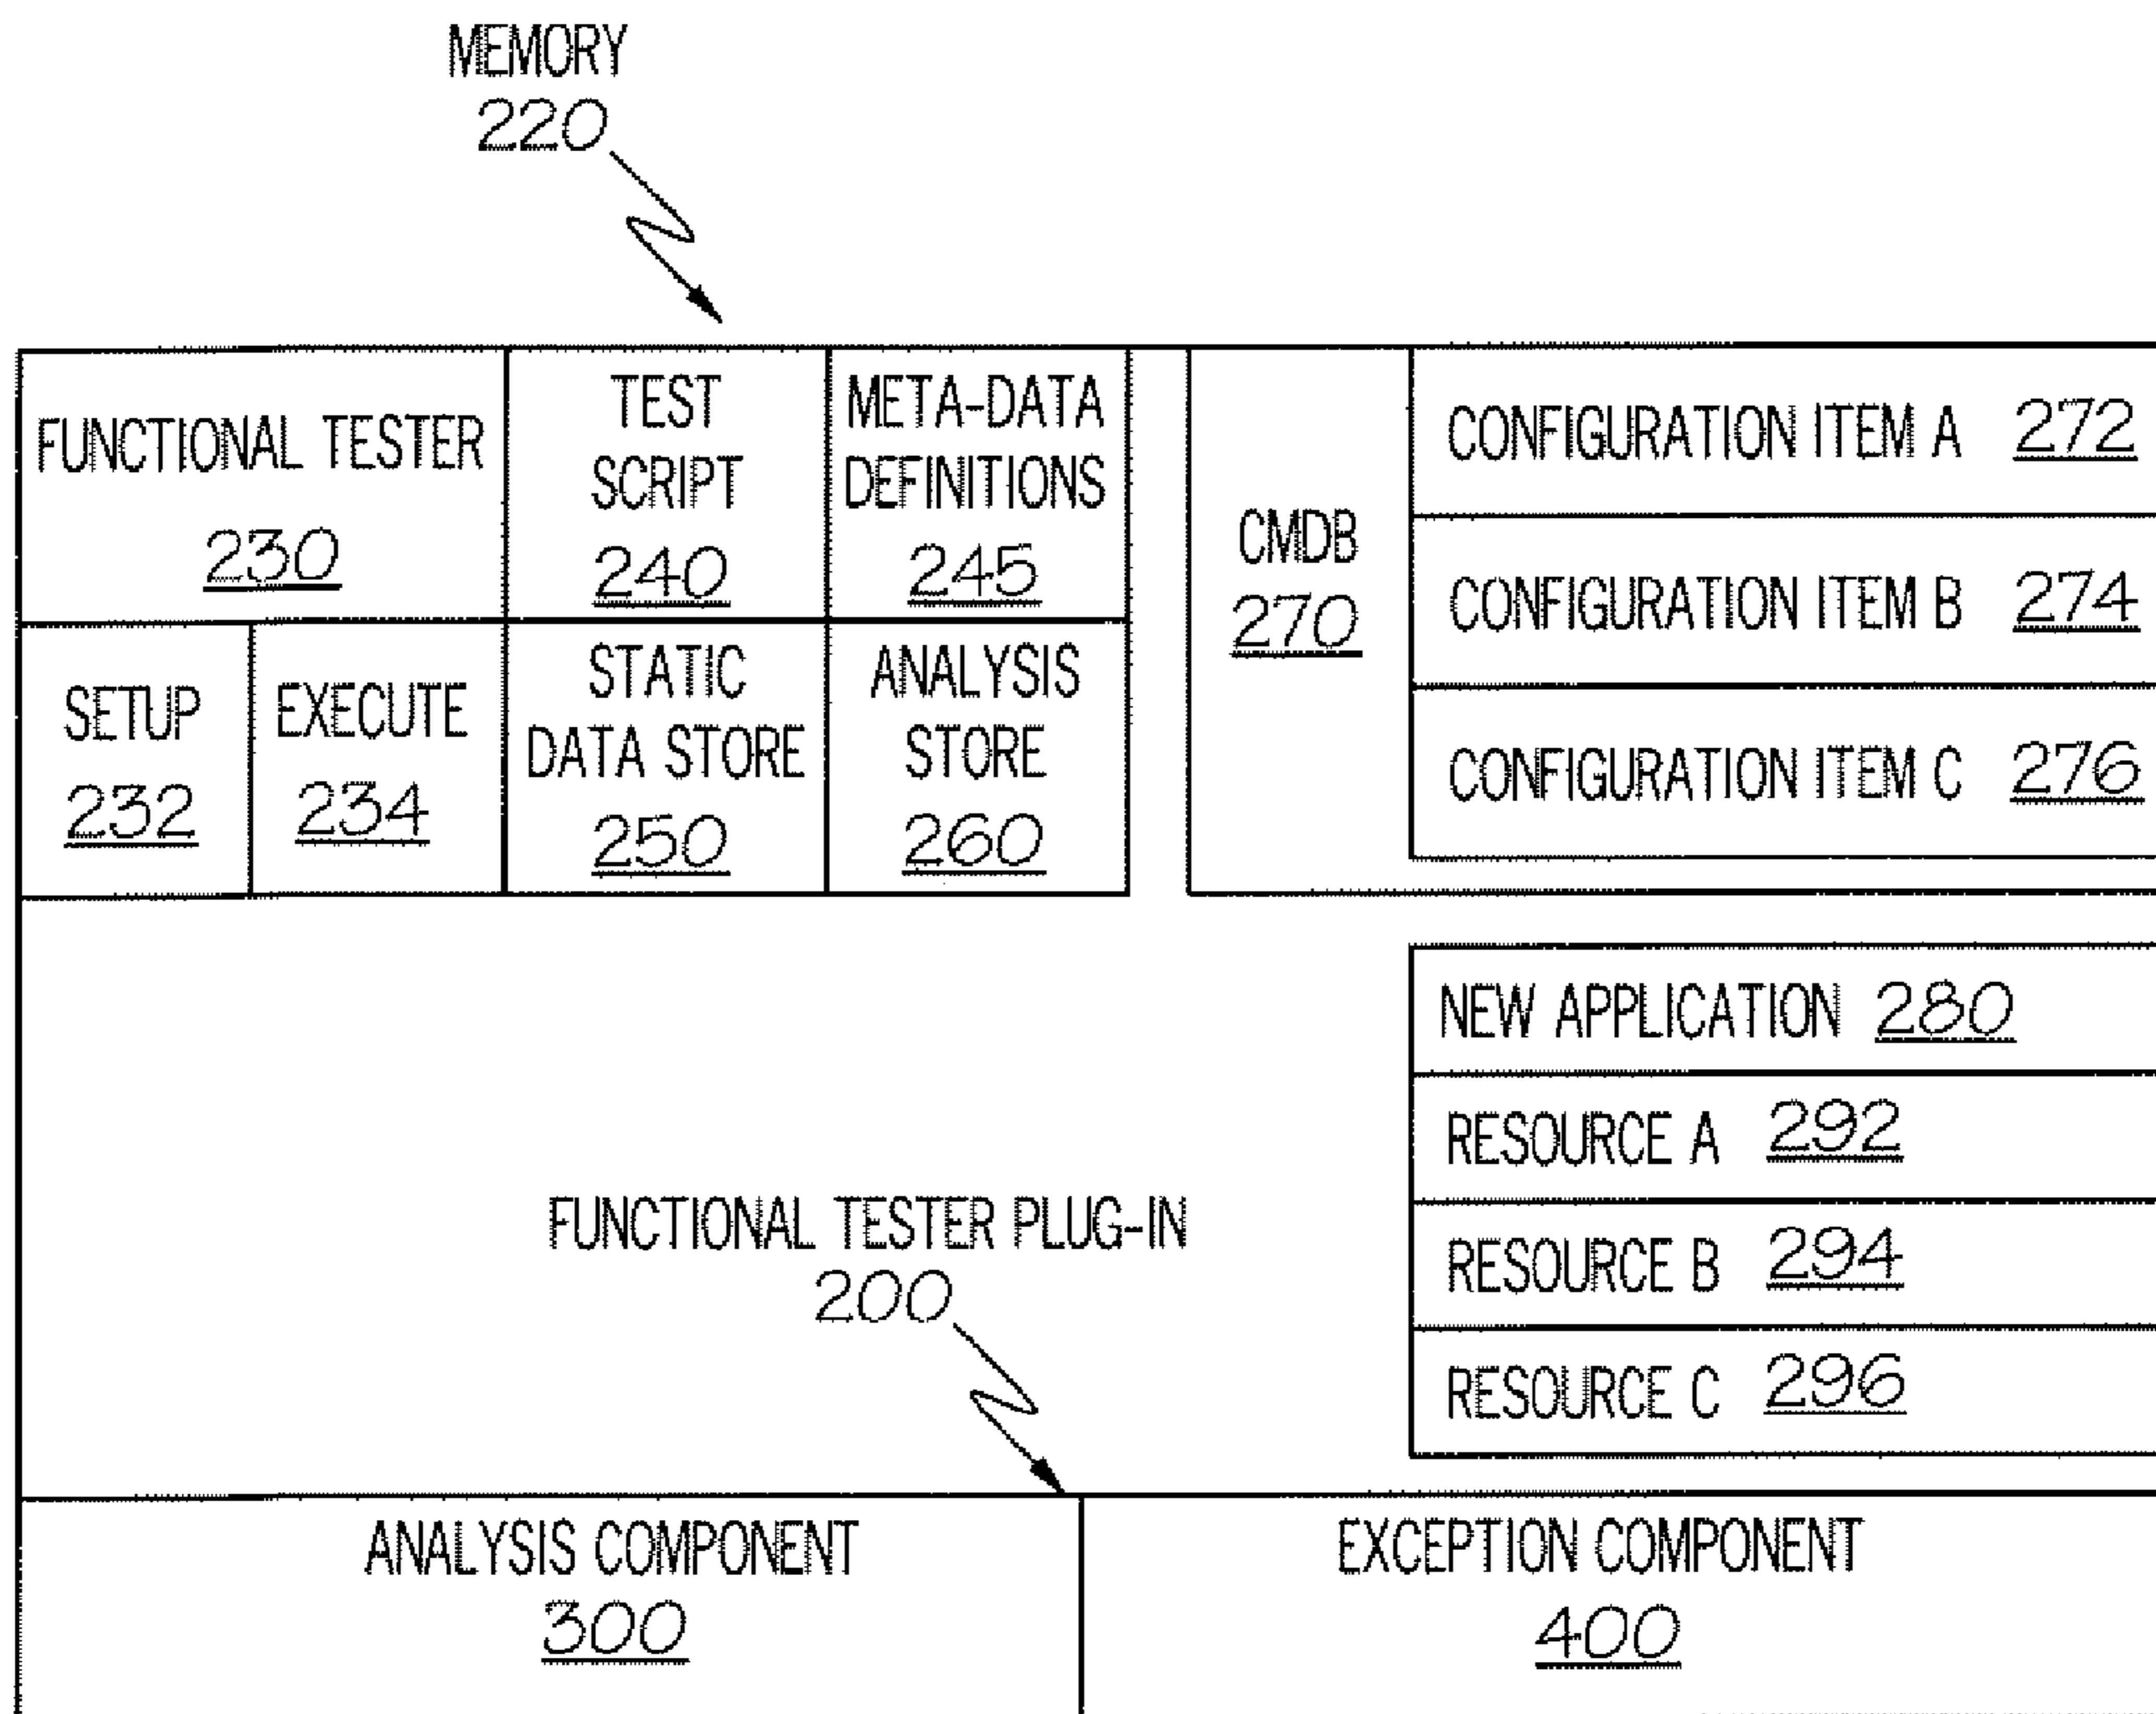 MEMORY
220
FUNCTIONAL TESTER
230
TEST
SCRIPT
240
META-DATA
DEFINITIONS
245
SETUP
232
EXECUTE
234
STATIC
DATA STORE
250
ANALYSIS
STORE
260
CMDB
270
CONFIGURATION ITEM A 272
CONFIGURATION ITEM B 274
CONFIGURATION ITEM C 276
NEW APPLICATION 280
RESOURCE A 292
RESOURCE B 294
RESOURCE C 296
FUNCTIONAL TESTER PLUG-IN
200
ANALYSIS COMPONENT
300
EXCEPTION COMPONENT
400